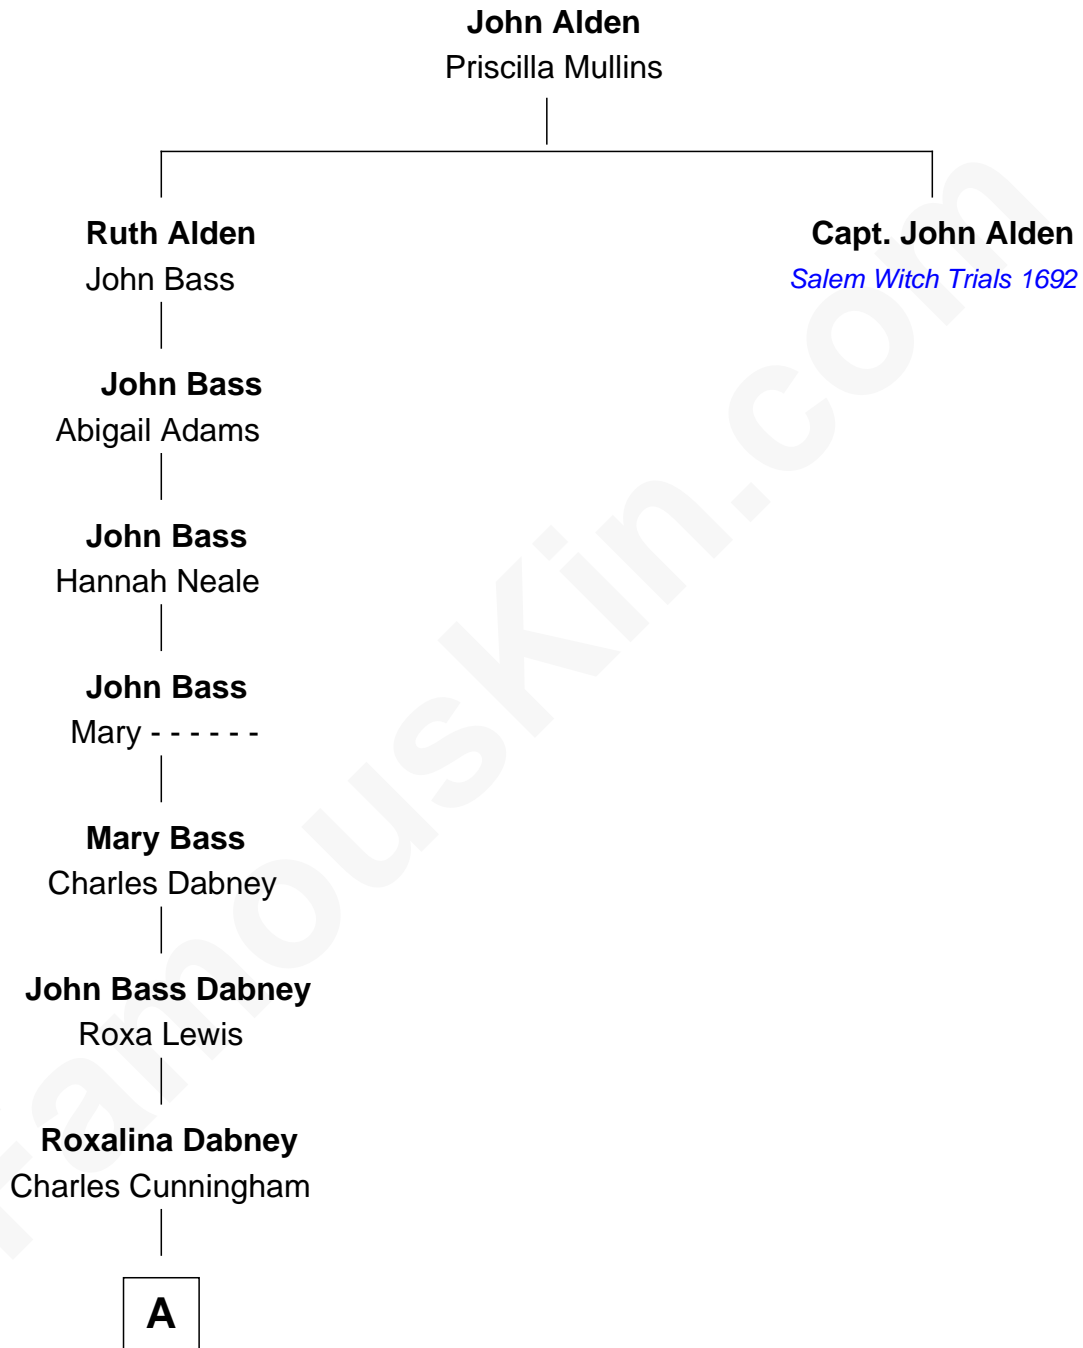 John Alden
Priscilla Mullins
Ruth Alden
John Bass
Capt. John Alden
Salem Witch Trials 1692
John Bass
Abigail Adams
John Bass
Hannah Neale
John Bass
Mary - - - - - -
Mary Bass
Charles Dabney
John Bass Dabney
Roxa Lewis
Roxalina Dabney
Charles Cunningham
A
FamousKin.com